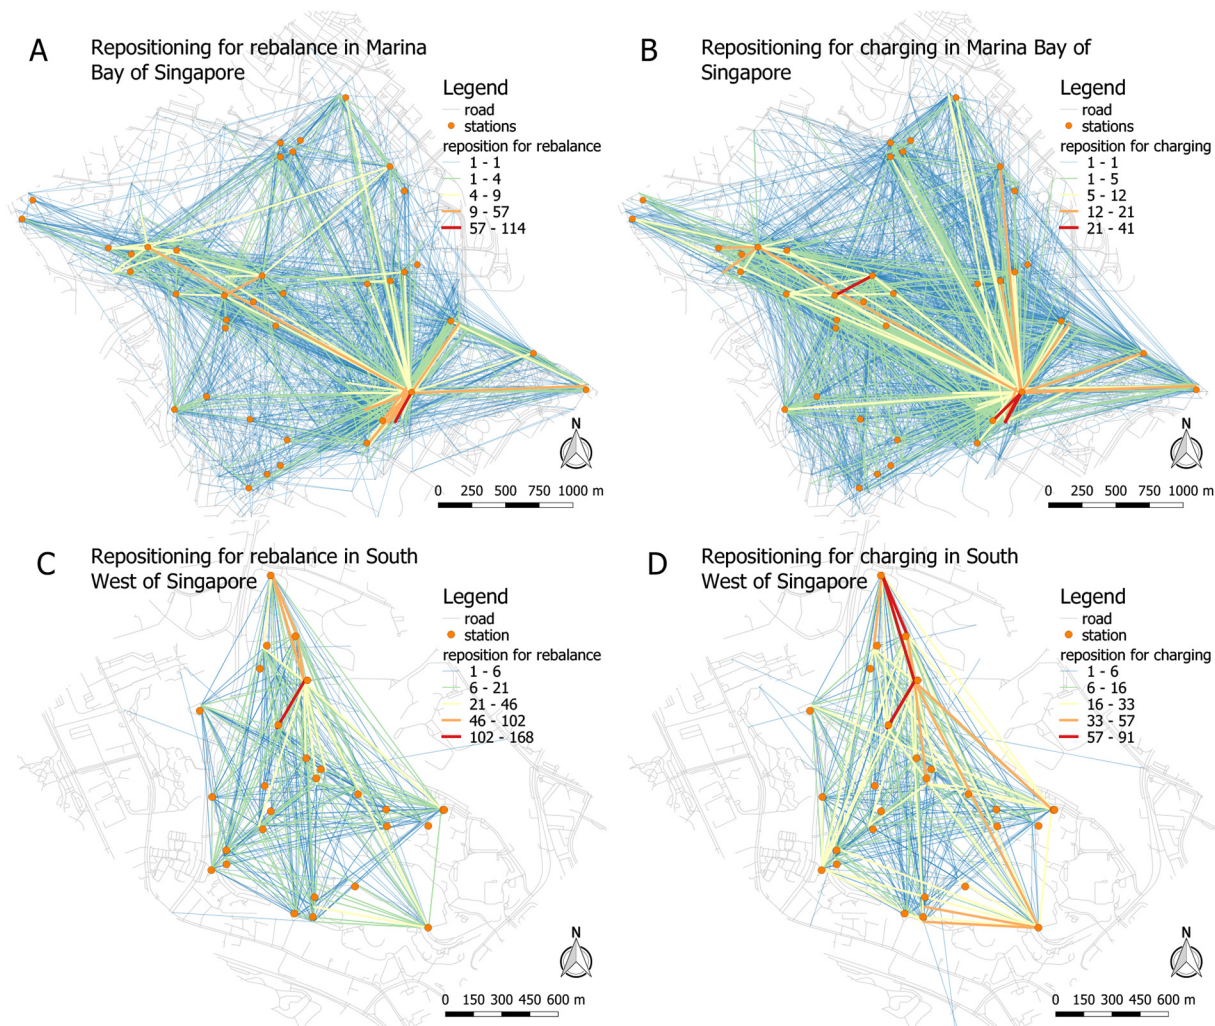 A
Repositioning for rebalance in Marina
Bay of Singapore
Legend
road
stations
reposition for rebalance
1 - 1
1 - 4
4 - 9
9 - 57
57 - 114
N
0 250 500 750 1000 m
B
Repositioning for charging in Marina Bay of
Singapore
Legend
road
stations
reposition for charging
1 - 1
1 - 5
5 - 12
12 - 21
21 - 41
N
0 250 500 750 1000 m
C
Repositioning for rebalance in South
West of Singapore
Legend
road
station
reposition for rebalance
1 - 6
6 - 21
21 - 46
46 - 102
102 - 168
N
0 150 300 450 600 m
D
Repositioning for charging in South
West of Singapore
Legend
road
station
reposition for charging
1 - 6
6 - 16
16 - 33
33 - 57
57 - 91
N
0 150 300 450 600 m